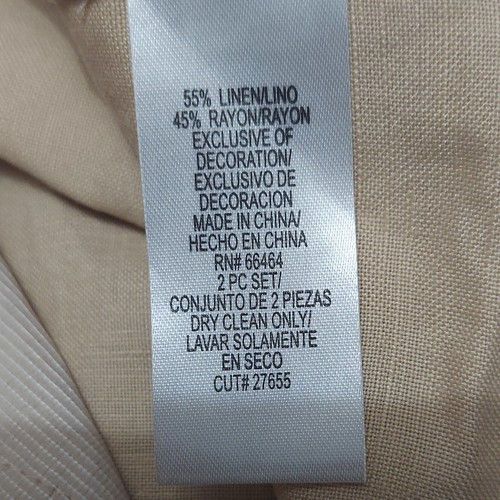 55% LINEN/LINO
45% RAYON/RAYON
EXCLUSIVE OF
DECORATION/
EXCLUSIVO DE
DECORACION
MADE IN CHINA/
HECHO EN CHINA
RN# 66464
2 PC SET/
CONJUNTO DE 2 PIEZAS
DRY CLEAN ONLY/
LAVAR SOLAMENTE
EN SECO
CUT# 27655